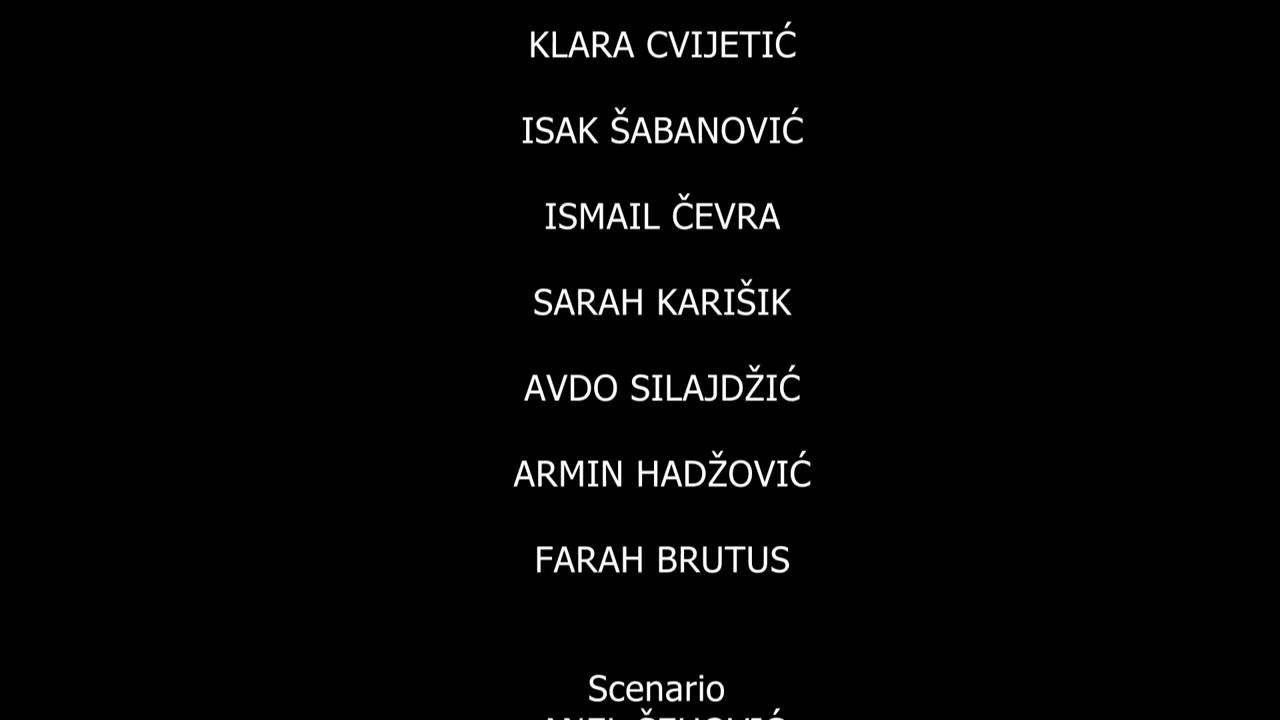 KLARA CVIJETIĆ
ISAK ŠABANOVIĆ
ISMAIL ČEVRA
SARAH KARIŠIK
AVDO SILAJDŽIĆ
ARMIN HADŽOVIĆ
FARAH BRUTUS
Scenario